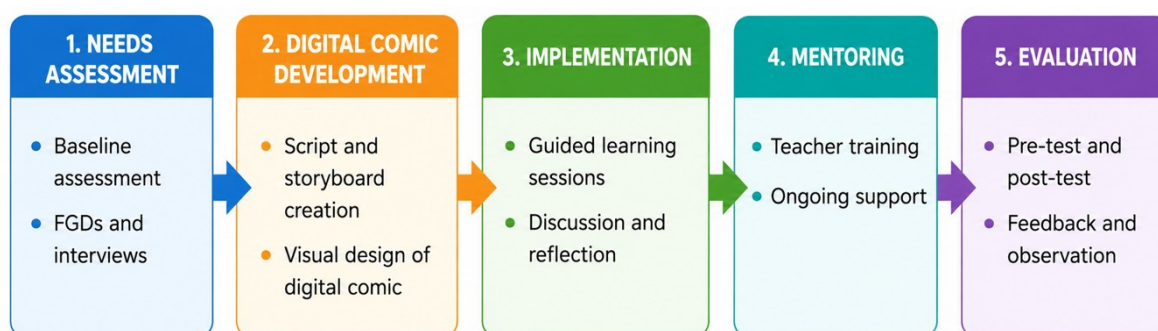 1. NEEDS
ASSESSMENT
• Baseline
assessment
• FGDs and
interviews
2. DIGITAL COMIC
DEVELOPMENT
• Script and
storyboard
creation
• Visual design of
digital comic
3. IMPLEMENTATION
• Guided learning
sessions
• Discussion and
reflection
4. MENTORING
• Teacher training
• Ongoing support
5. EVALUATION
• Pre-test and
post-test
• Feedback and
observation